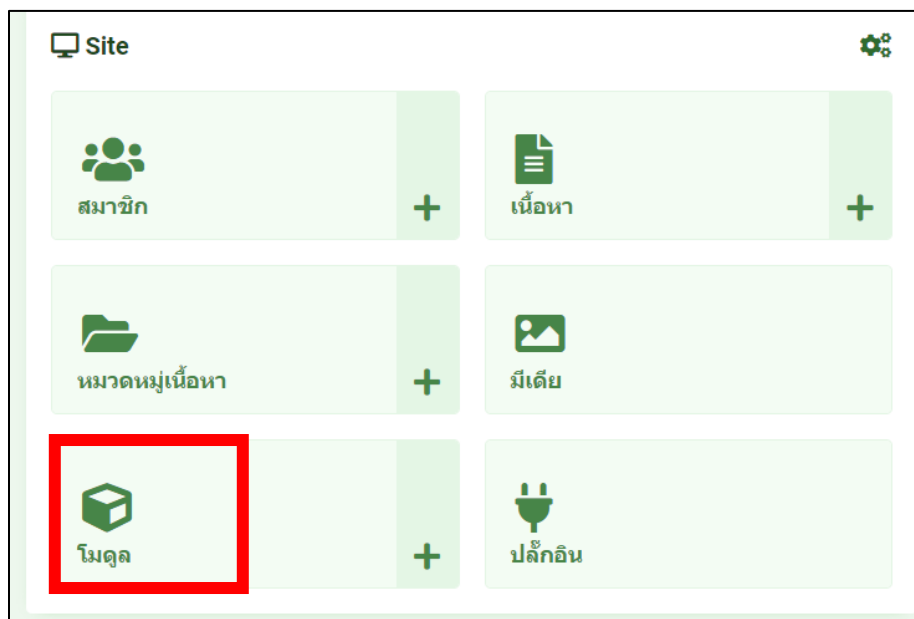 Site
สมาชิก
เนื้อหา
หมวดหมู่เนื้อหา
มีเดีย
โมดูล
ปลั๊กอิน